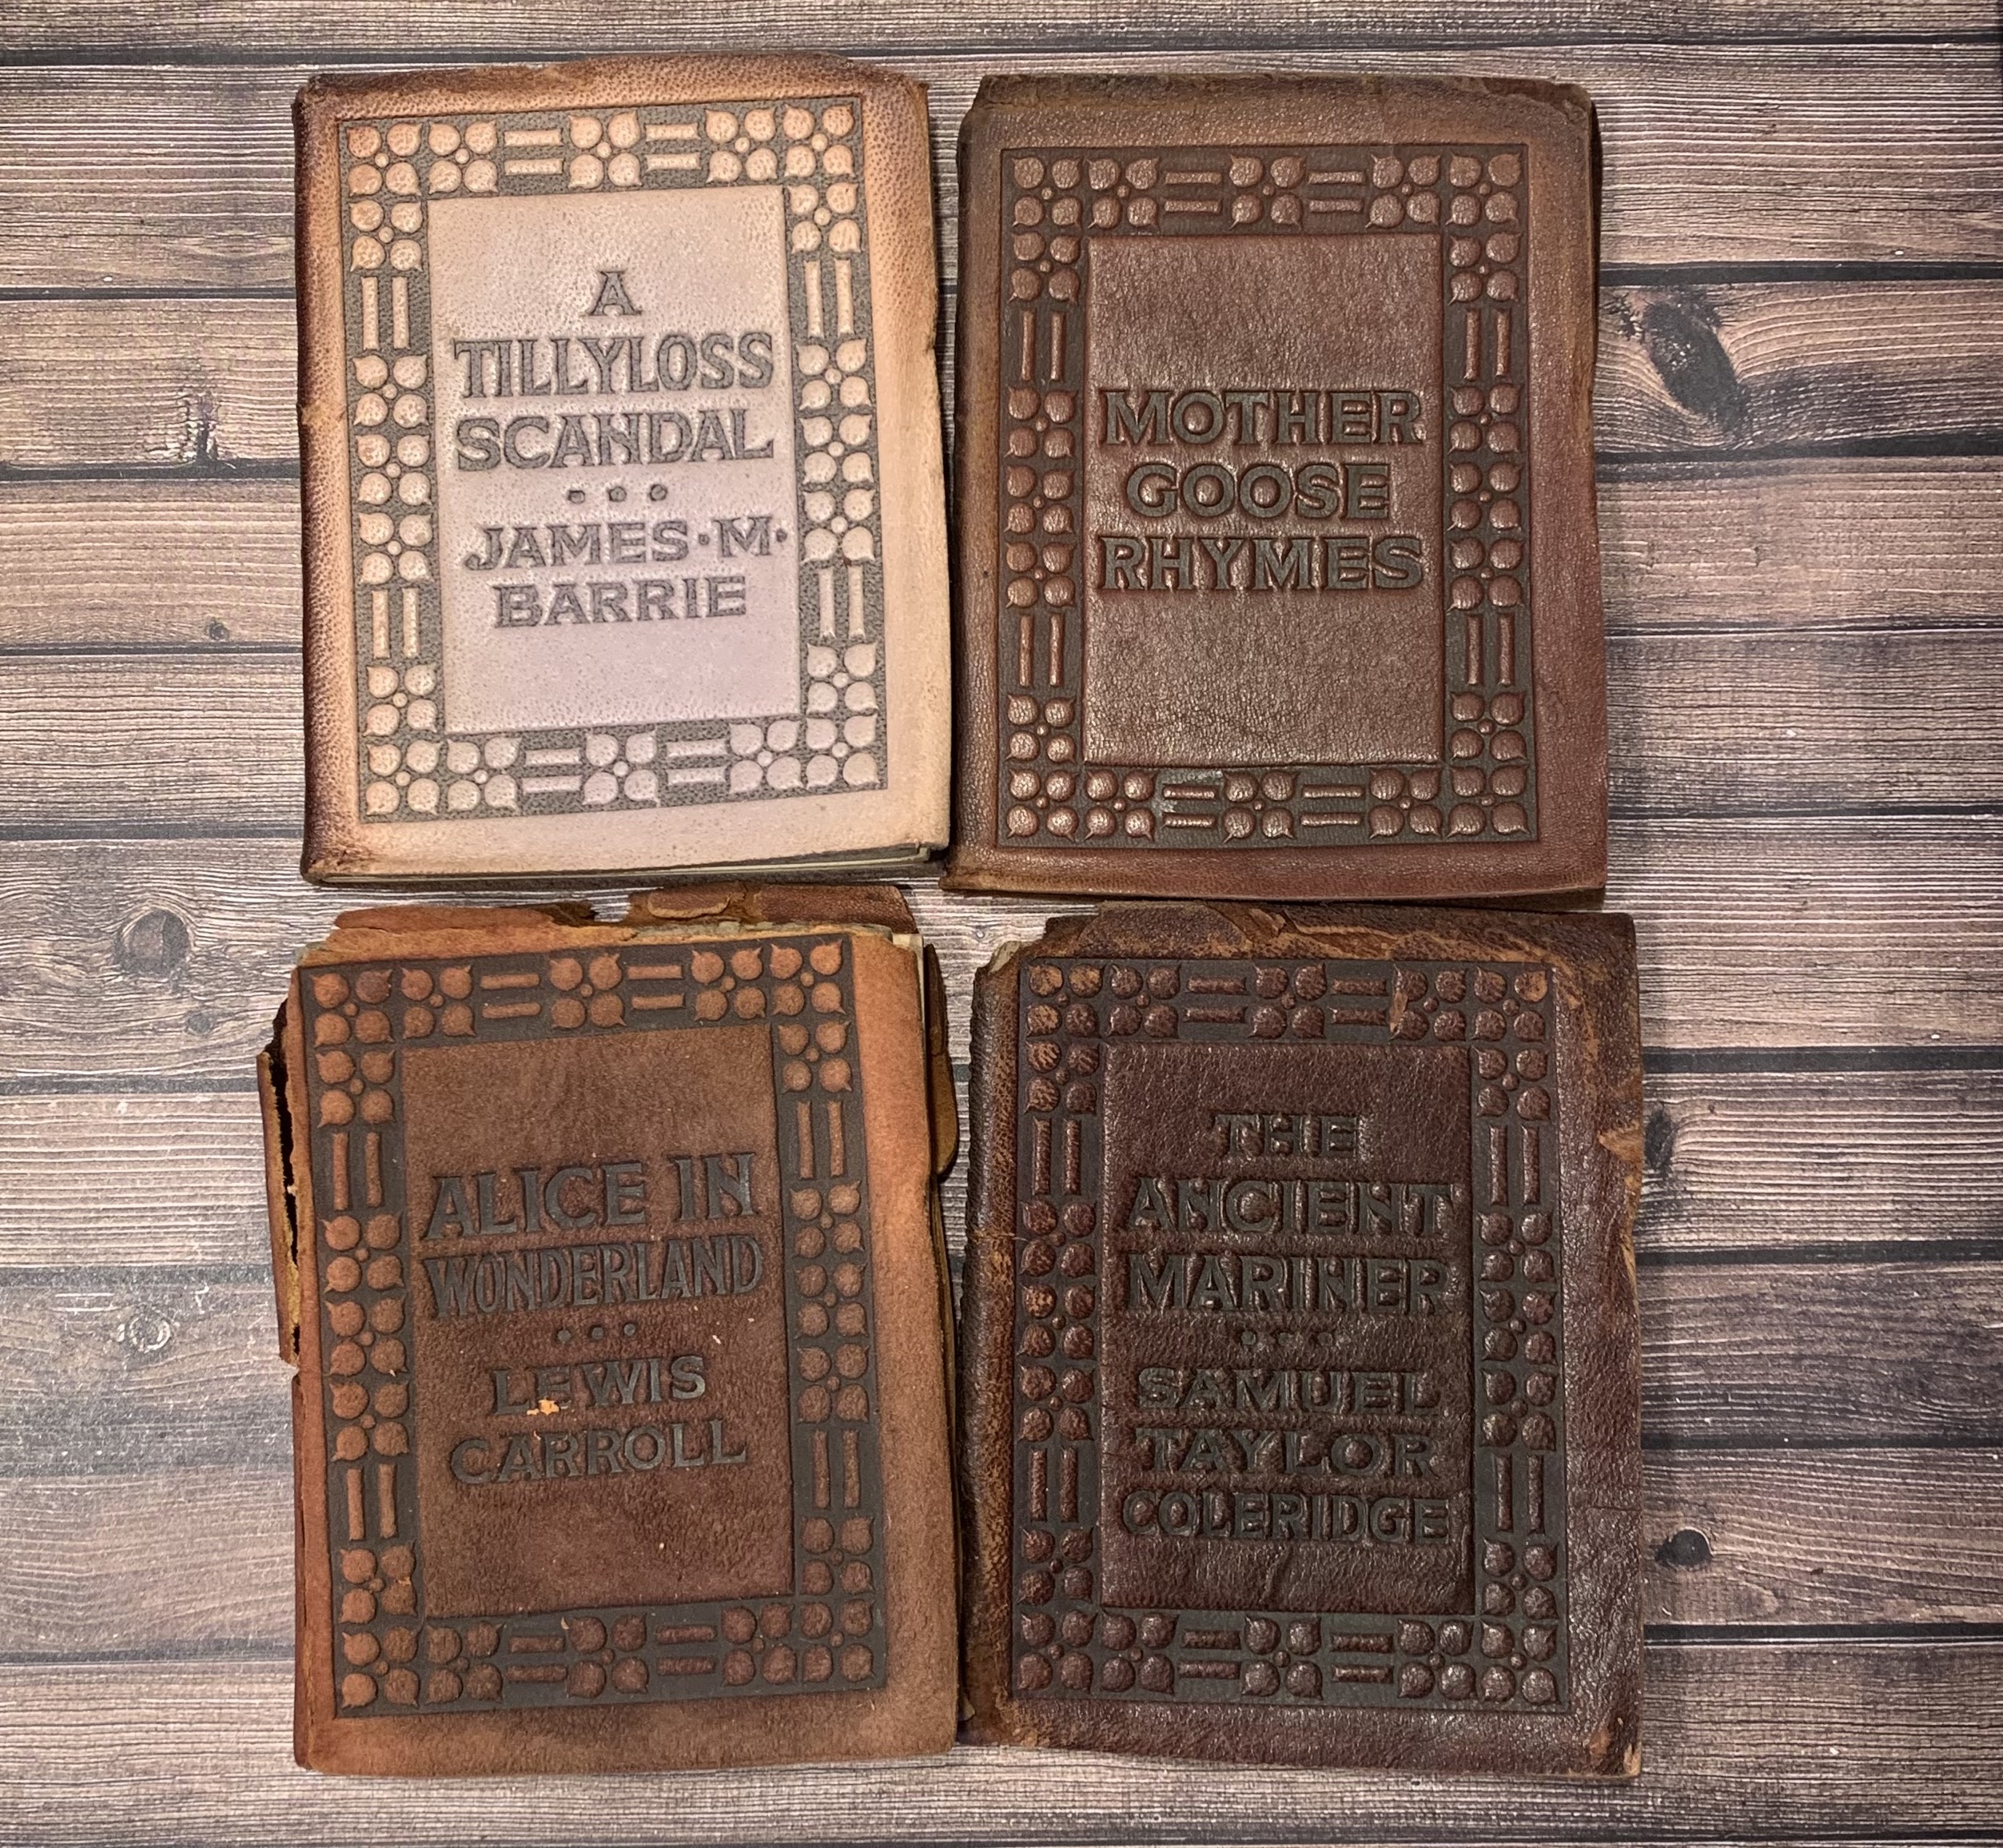 A
TILLYLOSS
SCANDAL
•••
JAMES•M•
BARRIE
MOTHER
GOOSE
RHYMES
ALICE IN
WONDERLAND
•••
LEWIS
CARROLL
THE
ANCIENT
MARINER
•••
SAMUEL
TAYLOR
COLERIDGE